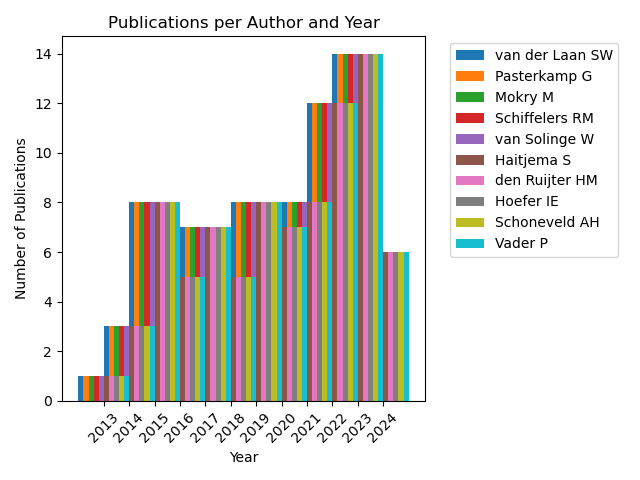 Publications per Author and Year
Number of Publications
14
12
10
8
6
4
2
0
2013
2014
2015
2016
2017
2018
2019
2020
2021
2022
2023
2024
Year
van der Laan SW
Pasterkamp G
Mokry M
Schiffelers RM
van Solinge W
Haitjema S
den Ruijter HM
Hoefer IE
Schoneveld AH
Vader P